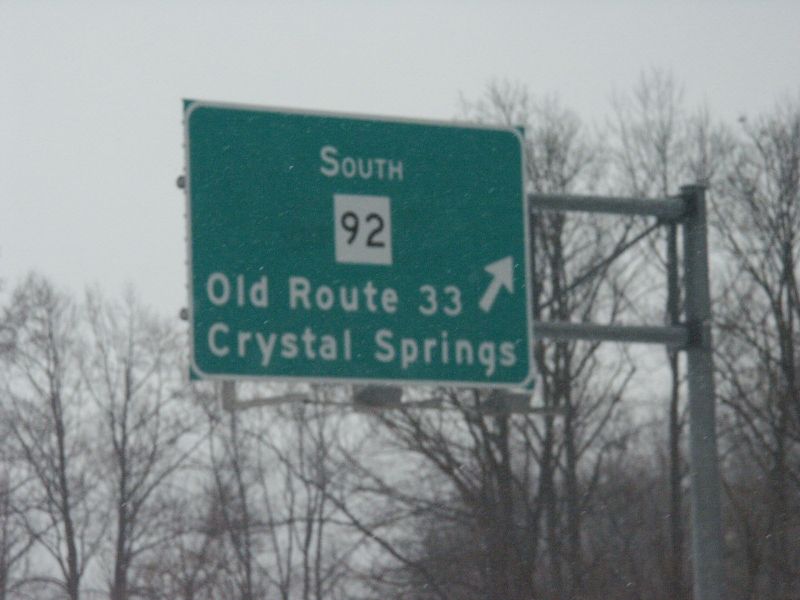 SOUTH
92
Old Route 33
Crystal Springs